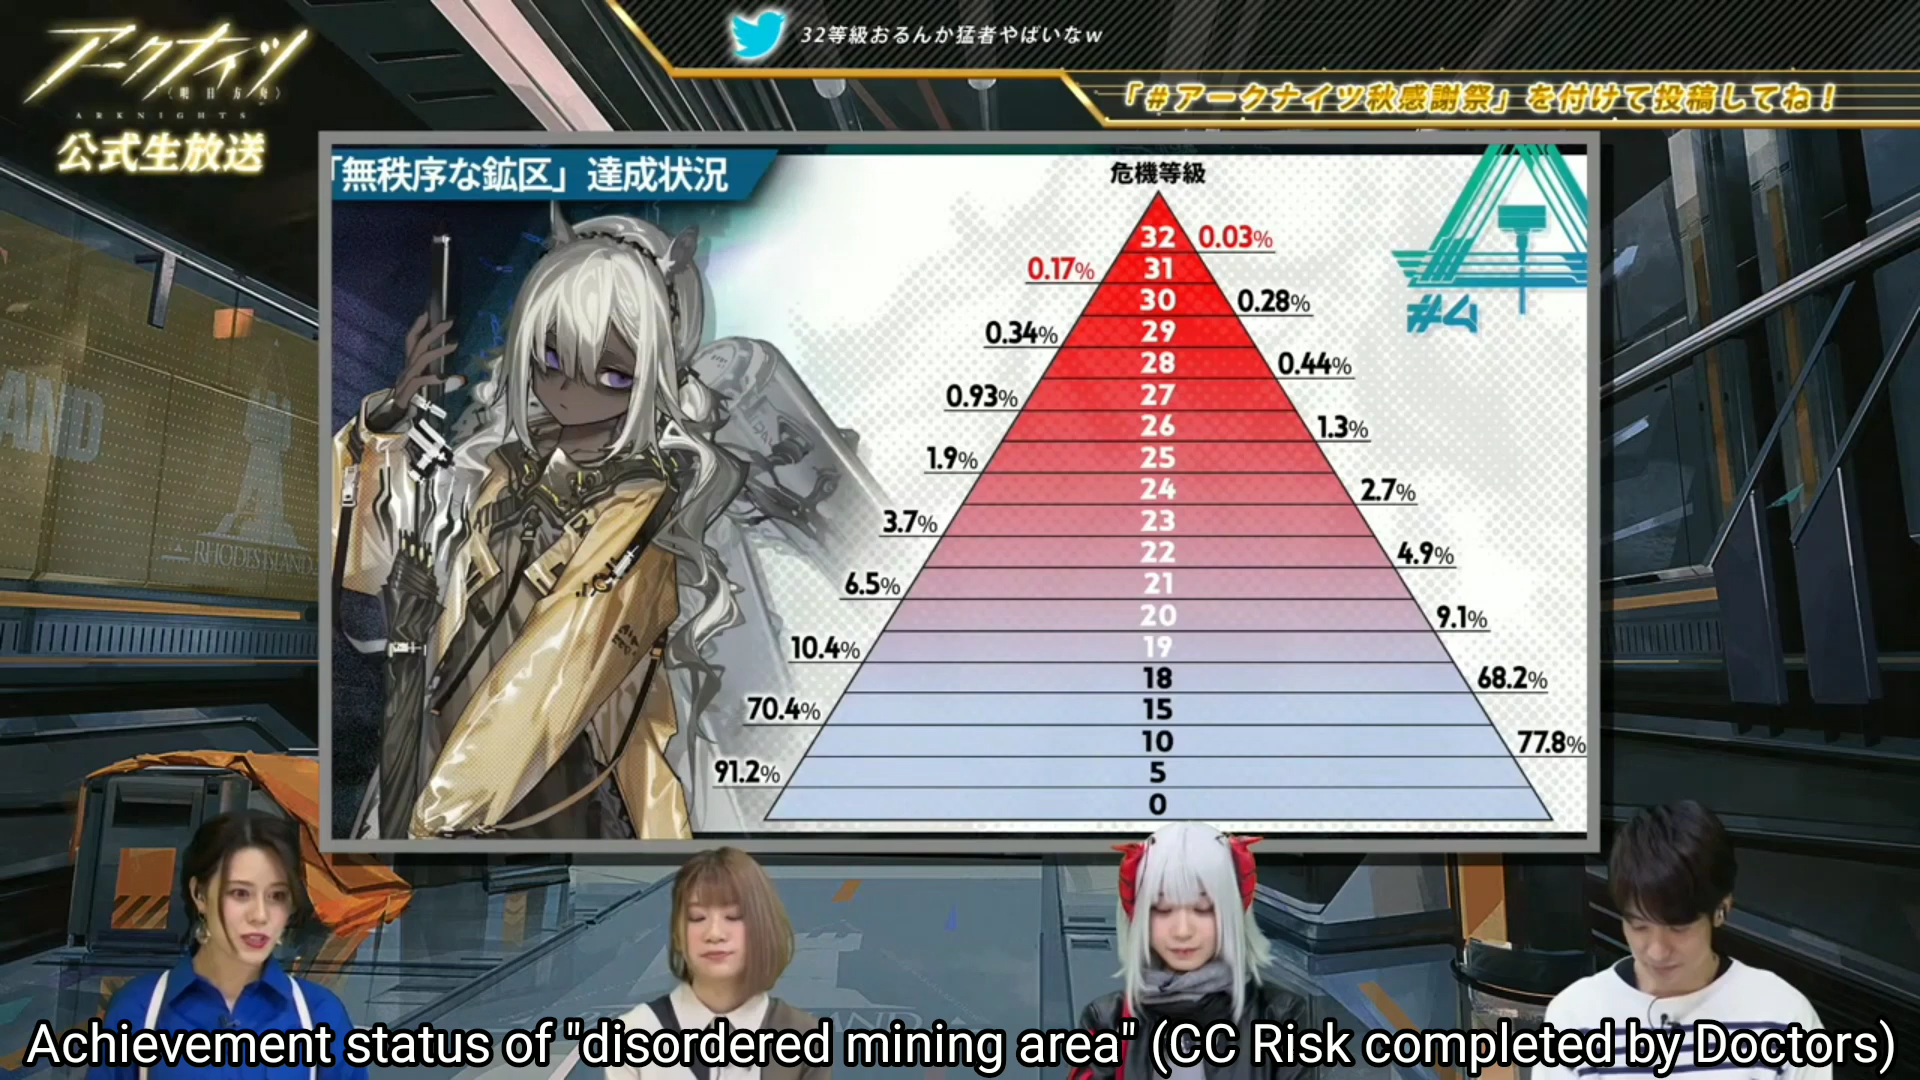 アークナイツ
(明日方舟)
ARKNIGHTS
公式生放送
32等級おるんか猛者やばいなw
「#アークナイツ秋感謝祭」を付けて投稿してね！
「無秩序な鉱区」達成状況
危機等級
32 0.03%
0.17% 31
30 0.28%
0.34% 29
28 0.44%
0.93% 27
26 1.3%
1.9% 25
24 2.7%
3.7% 23
22 4.9%
6.5% 21
20 9.1%
10.4% 19
18 68.2%
70.4% 15
10 77.8%
91.2% 5
0
#4
RHODES ISLAND
Achievement status of "disordered mining area" (CC Risk completed by Doctors)